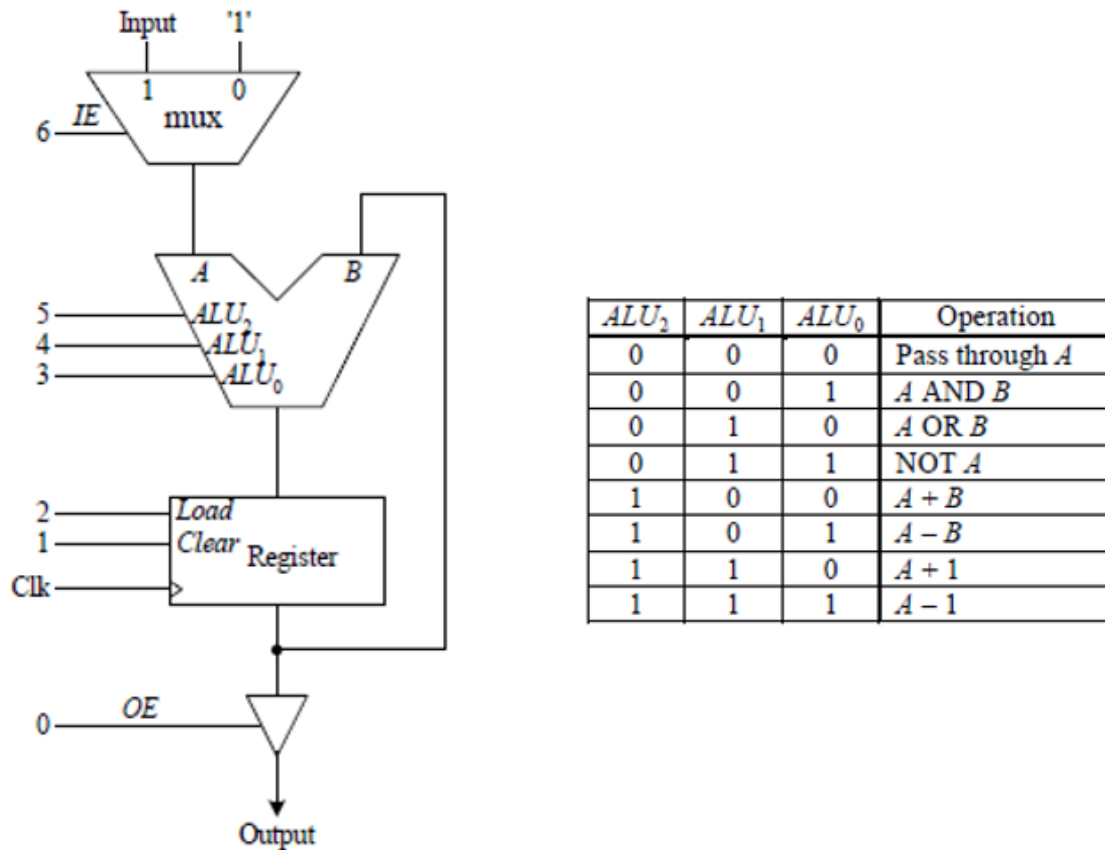 Input '1'
1 0
mux
6 IE
A B
5 ALU₂
4 ALU₁
3 ALU₀
2 Load
1 Clear
Register
Clk
0 OE
Output
ALU₂ ALU₁ ALU₀ Operation
0 0 0 Pass through A
0 0 1 A AND B
0 1 0 A OR B
0 1 1 NOT A
1 0 0 A + B
1 0 1 A – B
1 1 0 A + 1
1 1 1 A – 1